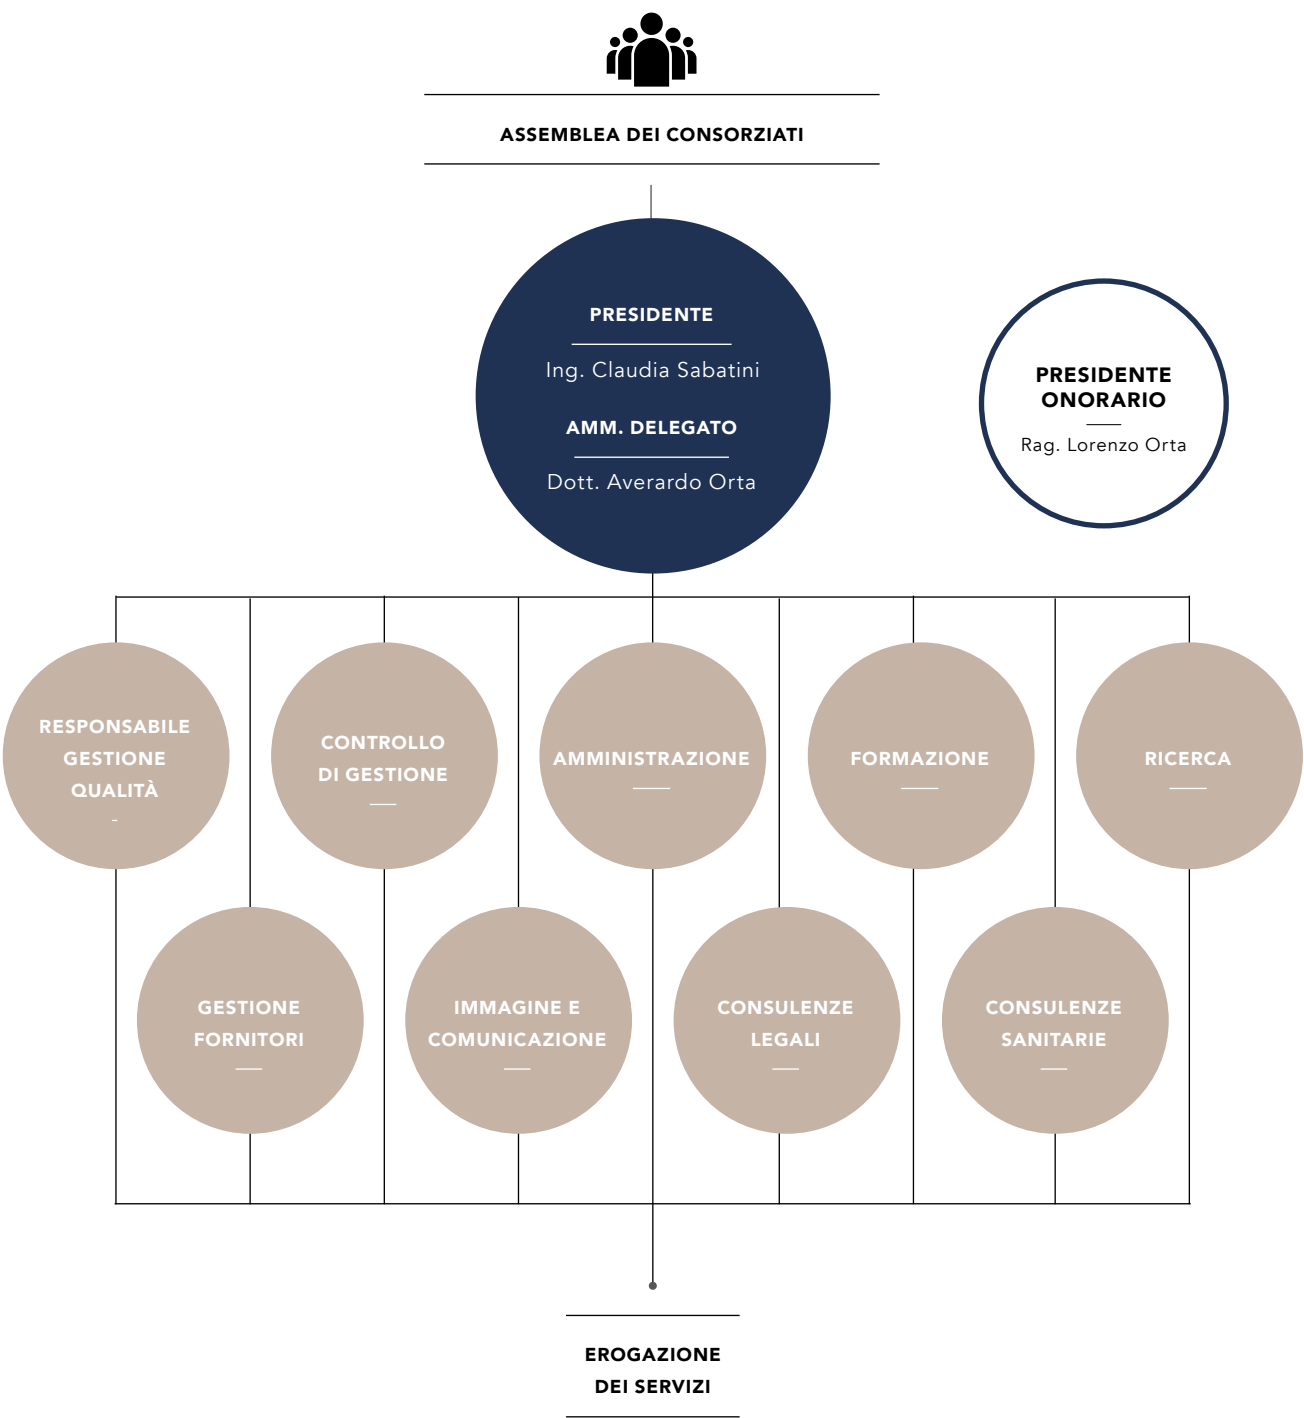 ASSEMBLEA DEI CONSORZIATI
PRESIDENTE
Ing. Claudia Sabatini
AMM. DELEGATO
Dott. Averardo Orta
PRESIDENTE
ONORARIO
Rag. Lorenzo Orta
RESPONSABILE
GESTIONE
QUALITÀ
CONTROLLO
DI GESTIONE
AMMINISTRAZIONE
FORMAZIONE
RICERCA
GESTIONE
FORNITORI
IMMAGINE E
COMUNICAZIONE
CONSULENZE
LEGALI
CONSULENZE
SANITARIE
EROGAZIONE
DEI SERVIZI